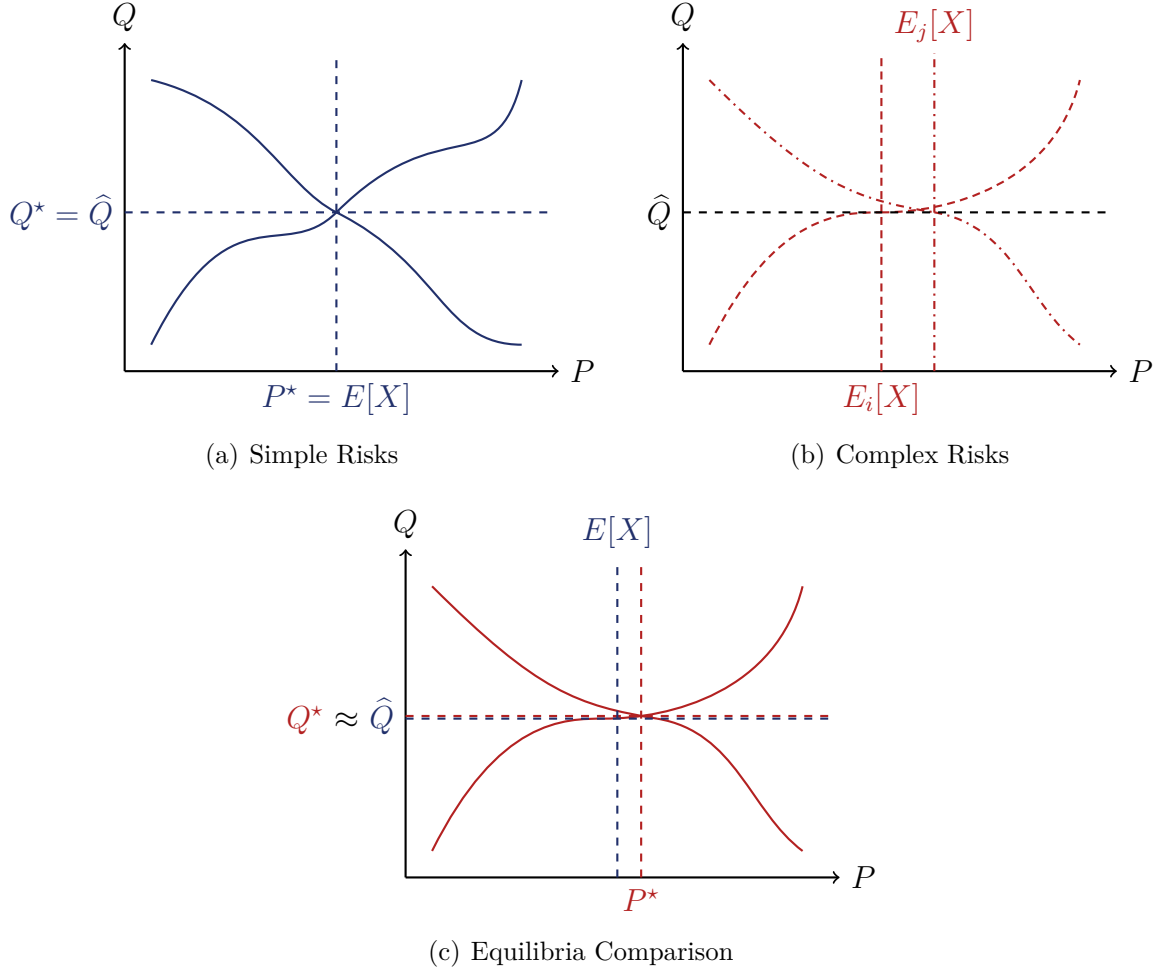 Q
Q
E_j[X]
Q⋆ = Q̂
Q̂
P
P
P⋆ = E[X]
E_i[X]
(a) Simple Risks
(b) Complex Risks
Q
E[X]
Q⋆ ≈ Q̂
P
P⋆
(c) Equilibria Comparison